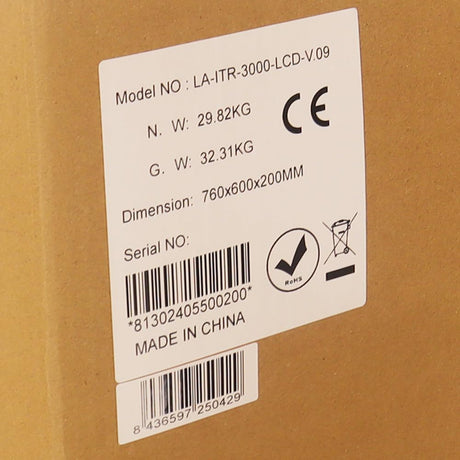 Model NO : LA-ITR-3000-LCD-V.09
N. W: 29.82KG
CE
G. W: 32.31KG
Dimension: 760x600x200MM
Serial NO:
RoHS
*81302405500200*
MADE IN CHINA
8 436597 250429